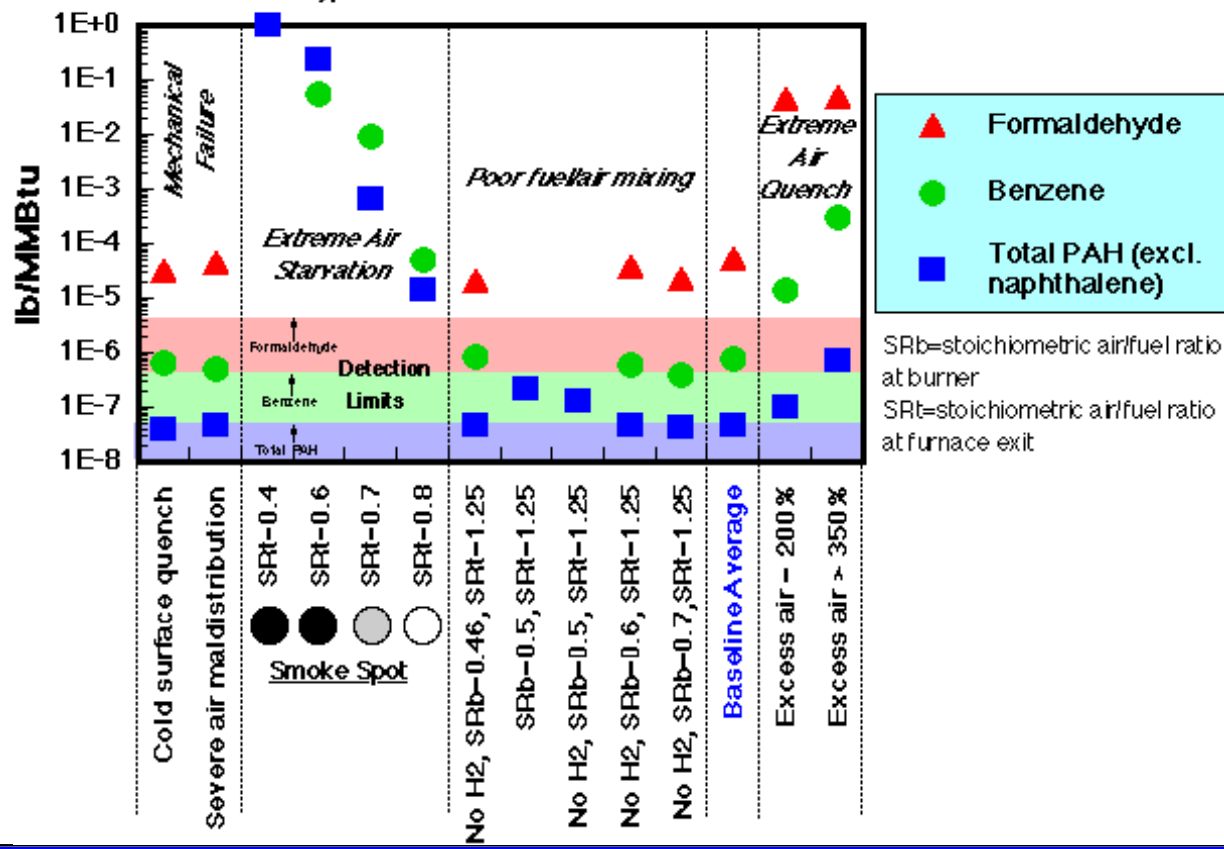 1E+0
1E-1
1E-2
1E-3
1E-4
1E-5
1E-6
1E-7
1E-8
lb/MMBtu
Mechanical
Failure
Extreme Air
Starvation
Poor fuel/air mixing
Extreme
Air
Quench
Formaldehyde
Detection
Benzene
Limits
Total PAH
Formaldehyde
Benzene
Total PAH (excl.
naphthalene)
SRb=stoichiometric air/fuel ratio
at burner
SRt=stoichiometric air/fuel ratio
at furnace exit
Cold surface quench
Severe air maldistribution
SRt-0.4
SRt-0.6
SRt-0.7
SRt-0.8
Smoke Spot
No H2, SRb-0.46, SRt-1.25
SRb-0.5, SRt-1.25
No H2, SRb-0.5, SRt-1.25
No H2, SRb-0.6, SRt-1.25
No H2, SRb-0.7,SRt-1.25
Baseline Average
Excess air - 200%
Excess air > 350%